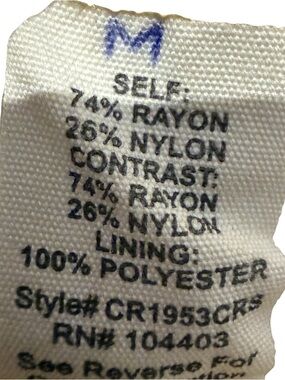 M
SELF:
74% RAYON
26% NYLON
CONTRAST:
74% RAYON
26% NYLON
LINING:
100% POLYESTER
Style# CR1953CRS
RN# 104403
See Reverse For